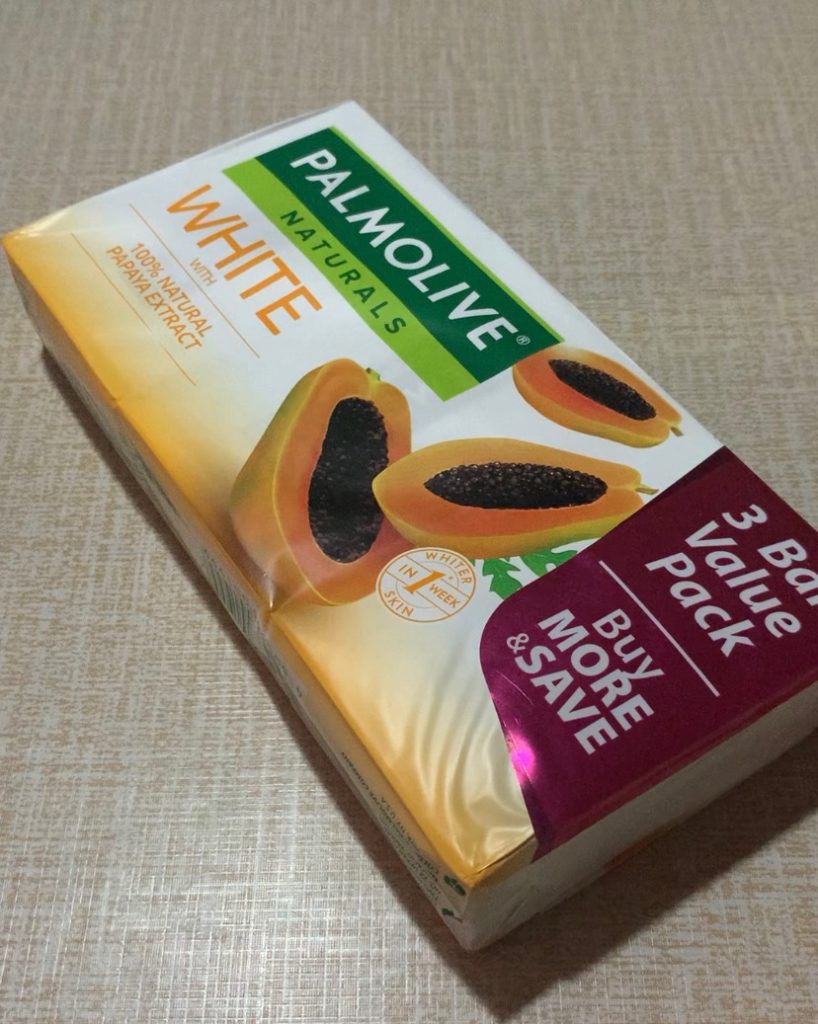 PALMOLIVE®
NATURALS
WHITE
WITH
100% NATURAL
PAPAYA EXTRACT
WHITER
IN 1 WEEK
SKIN
3 Bar
Value
Pack
Buy
MORE
&SAVE